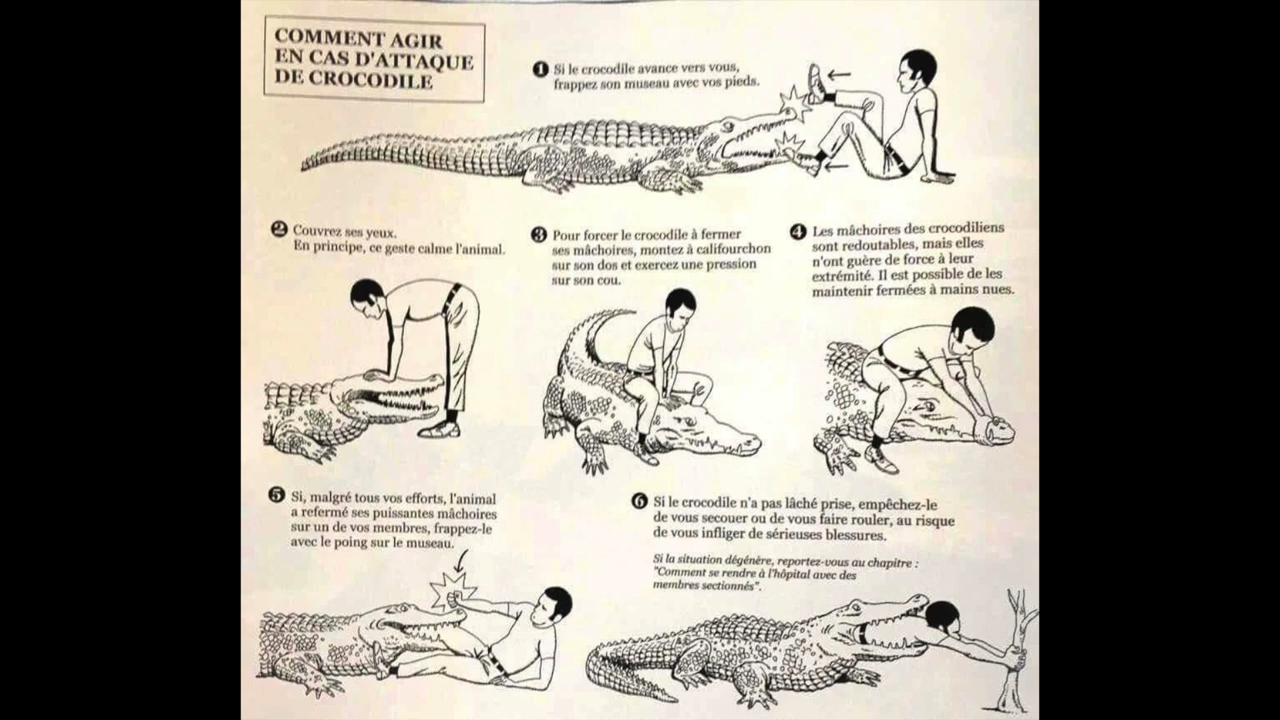 COMMENT AGIR
EN CAS D'ATTAQUE
DE CROCODILE
1 Si le crocodile avance vers vous,
frappez son museau avec vos pieds.
2 Couvrez ses yeux.
En principe, ce geste calme l'animal.
3 Pour forcer le crocodile à fermer
ses mâchoires, montez à califourchon
sur son dos et exercez une pression
sur son cou.
4 Les mâchoires des crocodiliens
sont redoutables, mais elles
n'ont guère de force à leur
extrémité. Il est possible de les
maintenir fermées à mains nues.
5 Si, malgré tous vos efforts, l'animal
a refermé ses puissantes mâchoires
sur un de vos membres, frappez-le
avec le poing sur le museau.
6 Si le crocodile n'a pas lâché prise, empêchez-le
de vous secouer ou de vous faire rouler, au risque
de vous infliger de sérieuses blessures.
Si la situation dégénère, reportez-vous au chapitre :
"Comment se rendre à l'hôpital avec des
membres sectionnés".